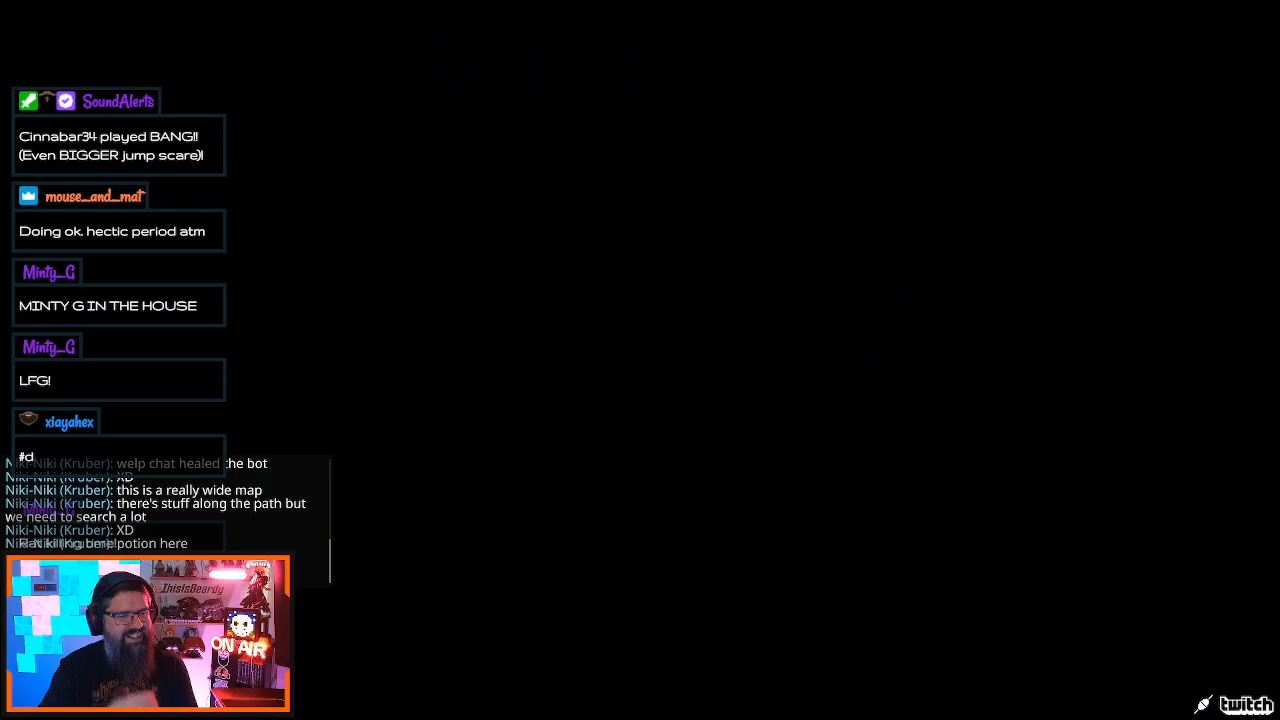 SoundAlerts
Cinnabar34 played BANG!!
(Even BIGGER jump scare)!
mouse_and_mat
Doing ok. hectic period atm
Minty_G
MINTY G IN THE HOUSE
Minty_G
LFG!
xiayahex
#d
Niki-Niki (Kruber): welp chat healed the bot
Niki-Niki (Kruber): XD
Niki-Niki (Kruber): this is a really wide map
Niki-Niki (Kruber): there's stuff along the path but
we need to search a lot
Niki-Niki (Kruber): XD
potion here
ThisIsBeardy
ON AIR
twitch